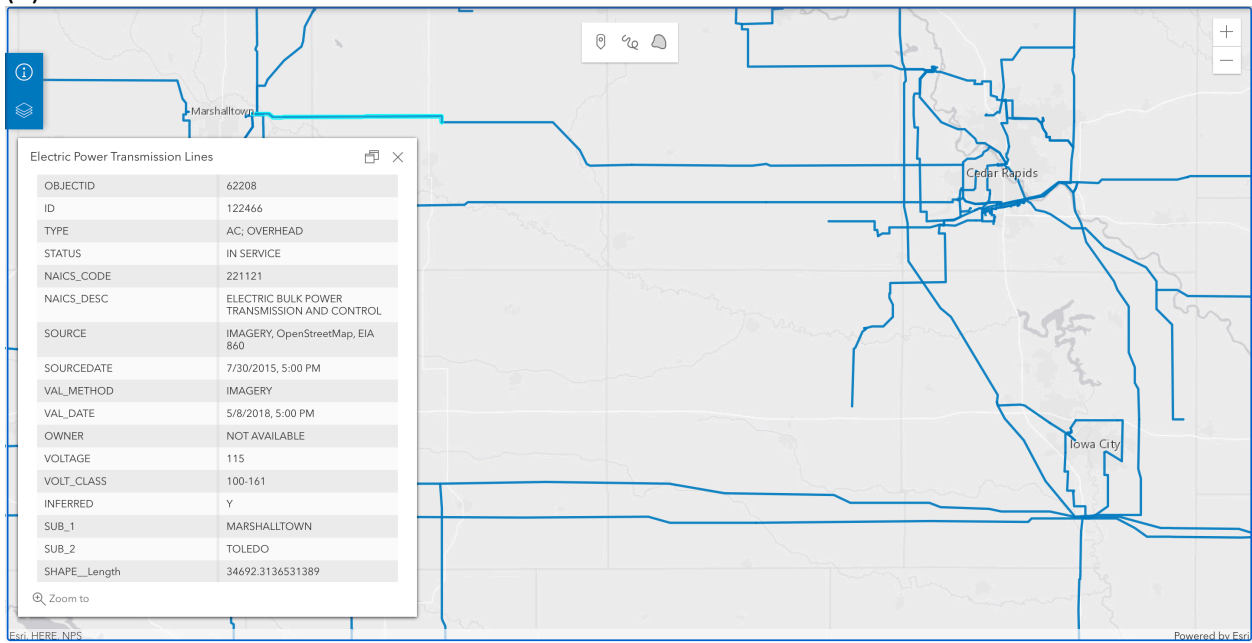 Marshalltown
Cedar Rapids
Iowa City
Electric Power Transmission Lines
OBJECTID 62208
ID 122466
TYPE AC; OVERHEAD
STATUS IN SERVICE
NAICS_CODE 221121
NAICS_DESC ELECTRIC BULK POWER
TRANSMISSION AND CONTROL
SOURCE IMAGERY, OpenStreetMap, EIA
860
SOURCEDATE 7/30/2015, 5:00 PM
VAL_METHOD IMAGERY
VAL_DATE 5/8/2018, 5:00 PM
OWNER NOT AVAILABLE
VOLTAGE 115
VOLT_CLASS 100-161
INFERRED Y
SUB_1 MARSHALLTOWN
SUB_2 TOLEDO
SHAPE__Length 34692.3136531389
Zoom to
Esri, HERE, NPS
Powered by Esri